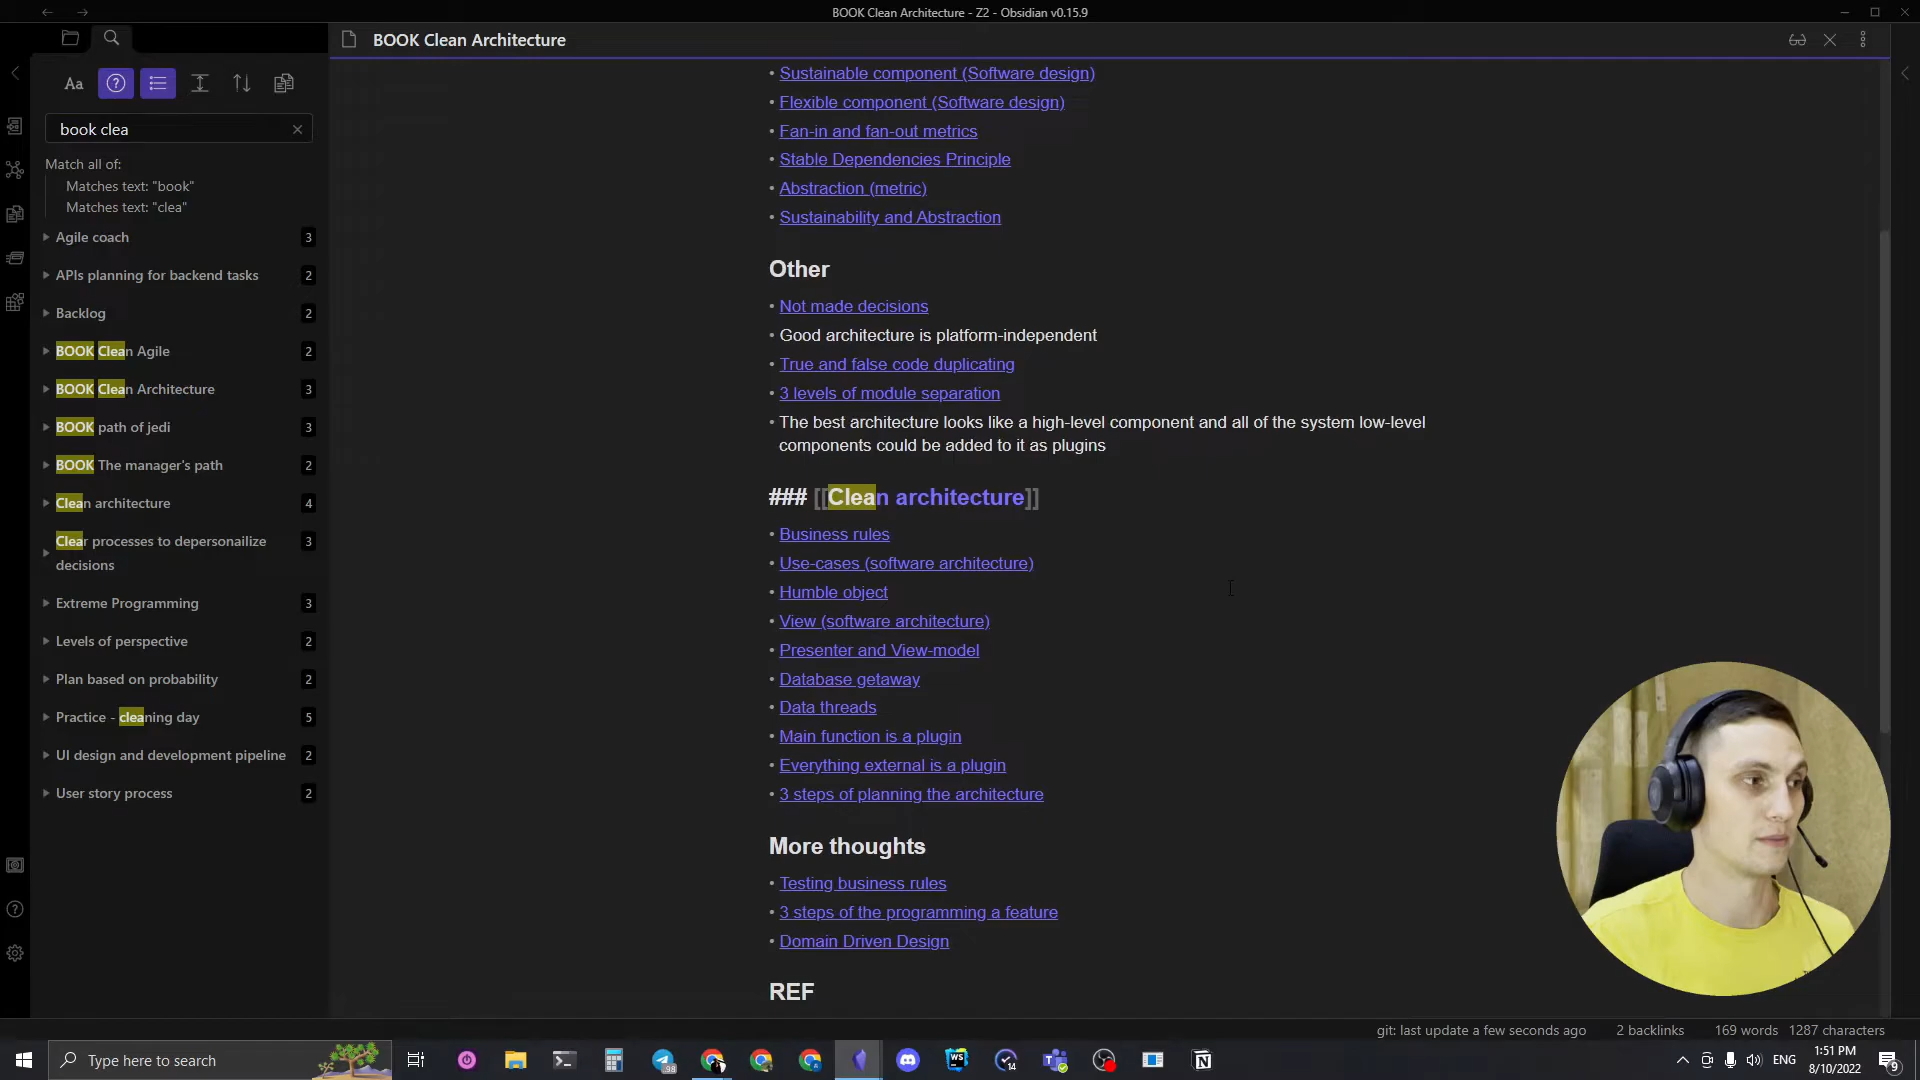 BOOK Clean Architecture - Z2 - Obsidian v0.15.9
BOOK Clean Architecture
Aa
book clea
Match all of:
Matches text: "book"
Matches text: "clea"
Agile coach 3
APIs planning for backend tasks 2
Backlog 2
BOOK Clean Agile 2
BOOK Clean Architecture 3
BOOK path of jedi 3
BOOK The manager's path 2
Clean architecture 4
Clear processes to depersonailize 3
decisions
Extreme Programming 3
Levels of perspective 2
Plan based on probability 2
Practice - cleaning day 5
UI design and development pipeline 2
User story process 2
• Sustainable component (Software design)
• Flexible component (Software design)
• Fan-in and fan-out metrics
• Stable Dependencies Principle
• Abstraction (metric)
• Sustainability and Abstraction
Other
• Not made decisions
• Good architecture is platform-independent
• True and false code duplicating
• 3 levels of module separation
• The best architecture looks like a high-level component and all of the system low-level
components could be added to it as plugins
### [[Clean architecture]]
• Business rules
• Use-cases (software architecture)
• Humble object
• View (software architecture)
• Presenter and View-model
• Database getaway
• Data threads
• Main function is a plugin
• Everything external is a plugin
• 3 steps of planning the architecture
More thoughts
• Testing business rules
• 3 steps of the programming a feature
• Domain Driven Design
REF
git: last update a few seconds ago 2 backlinks 169 words 1287 characters
Type here to search
98
WS
14
ENG
1:51 PM
8/10/2022
9